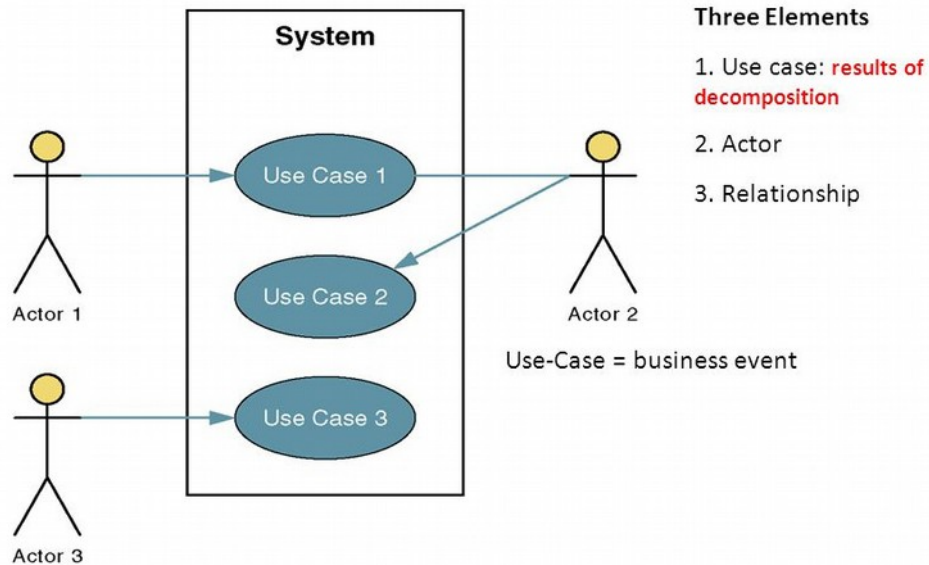 System
Use Case 1
Use Case 2
Use Case 3
Actor 1
Actor 3
Actor 2
Three Elements
1. Use case: results of
decomposition
2. Actor
3. Relationship
Use-Case = business event